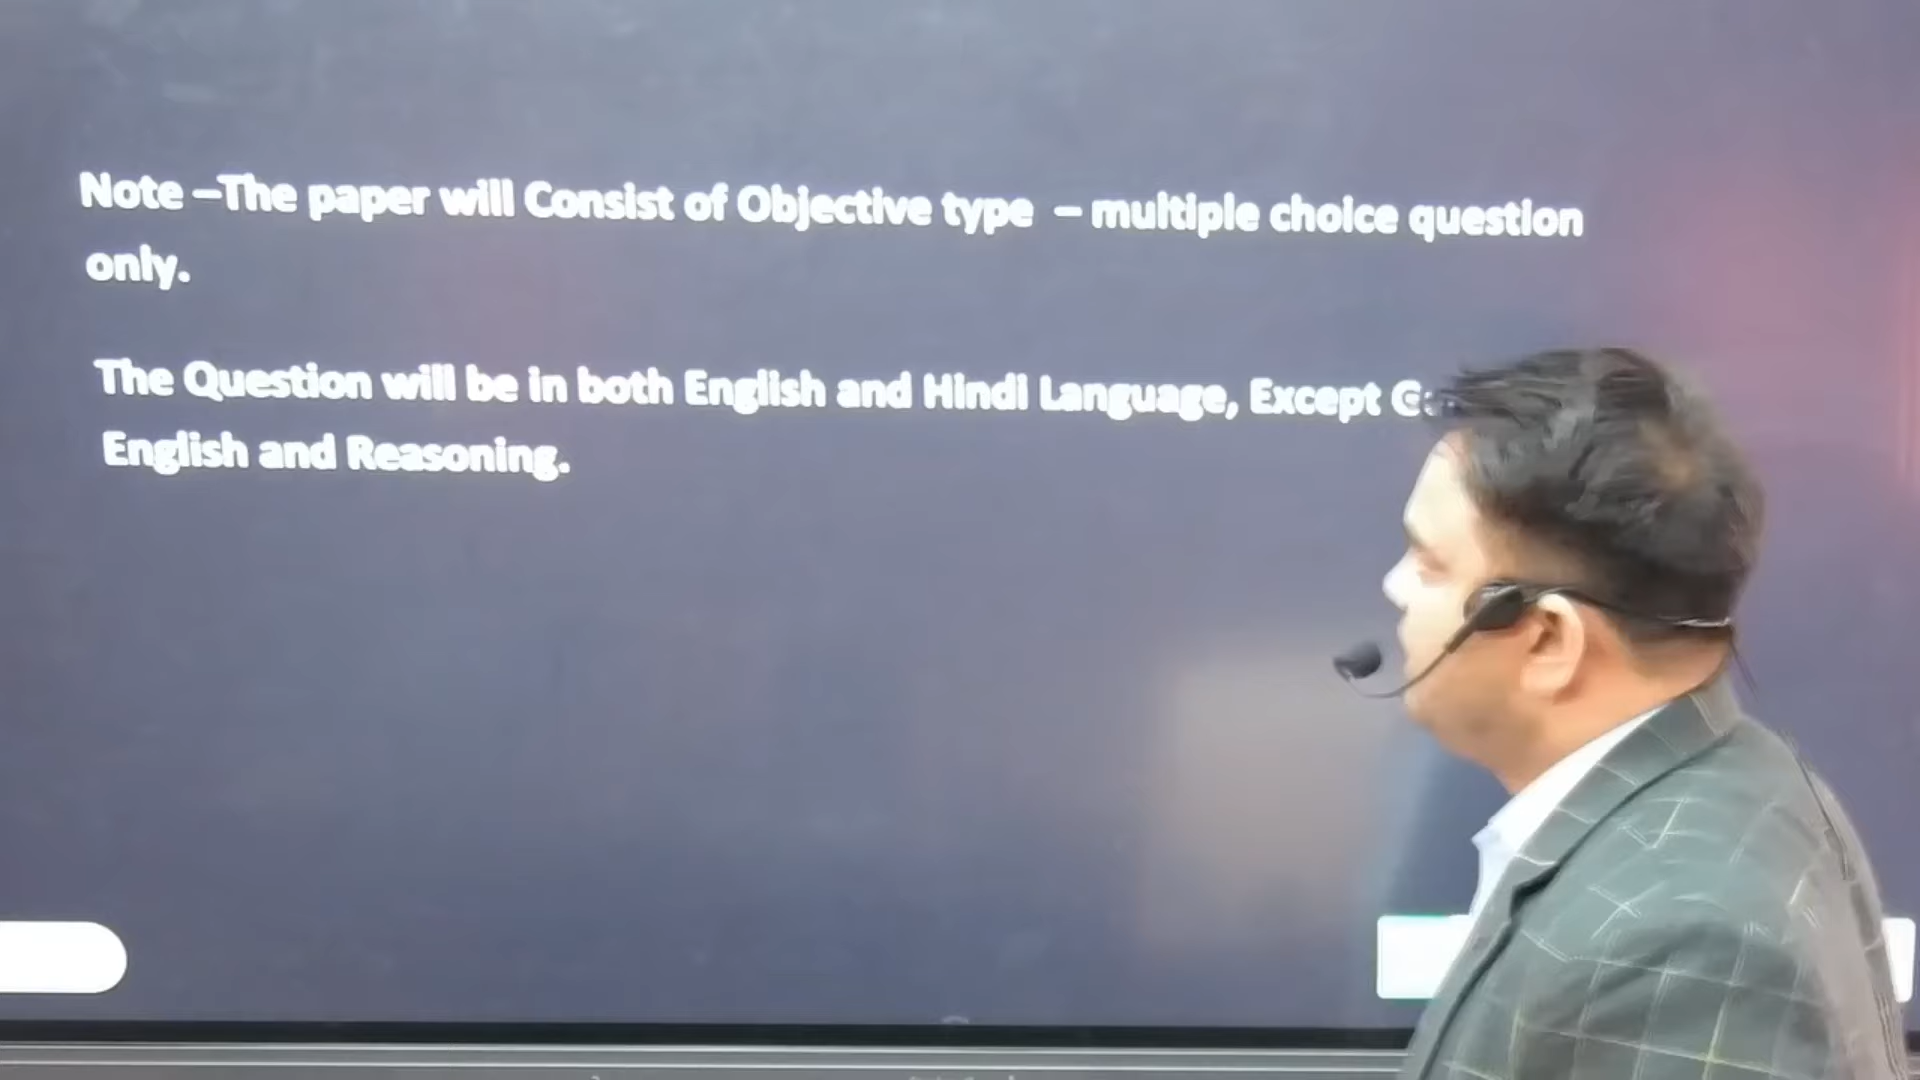 Note –The paper will Consist of Objective type – multiple choice question
only.
The Question will be in both English and Hindi Language, Except
English and Reasoning.